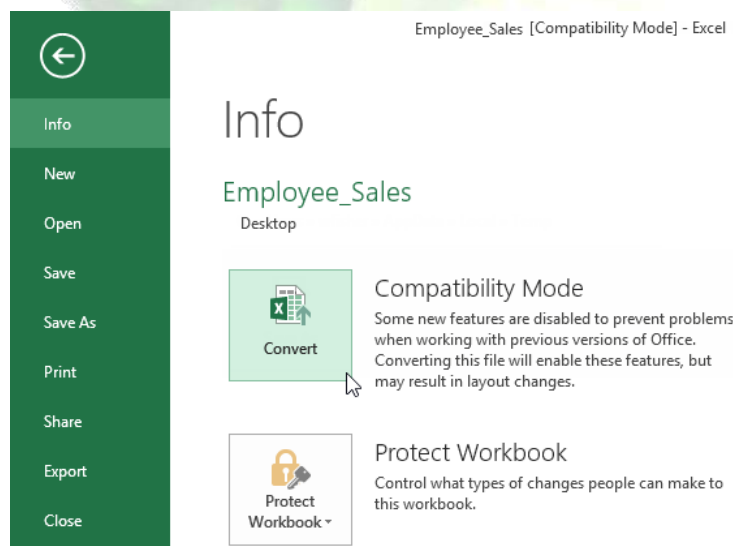 Employee_Sales [Compatibility Mode] - Excel
Info
New
Open
Save
Save As
Print
Share
Export
Close
Info
Employee_Sales
Desktop
Convert
Compatibility Mode
Some new features are disabled to prevent problems
when working with previous versions of Office.
Converting this file will enable these features, but
may result in layout changes.
Protect
Workbook
Protect Workbook
Control what types of changes people can make to
this workbook.